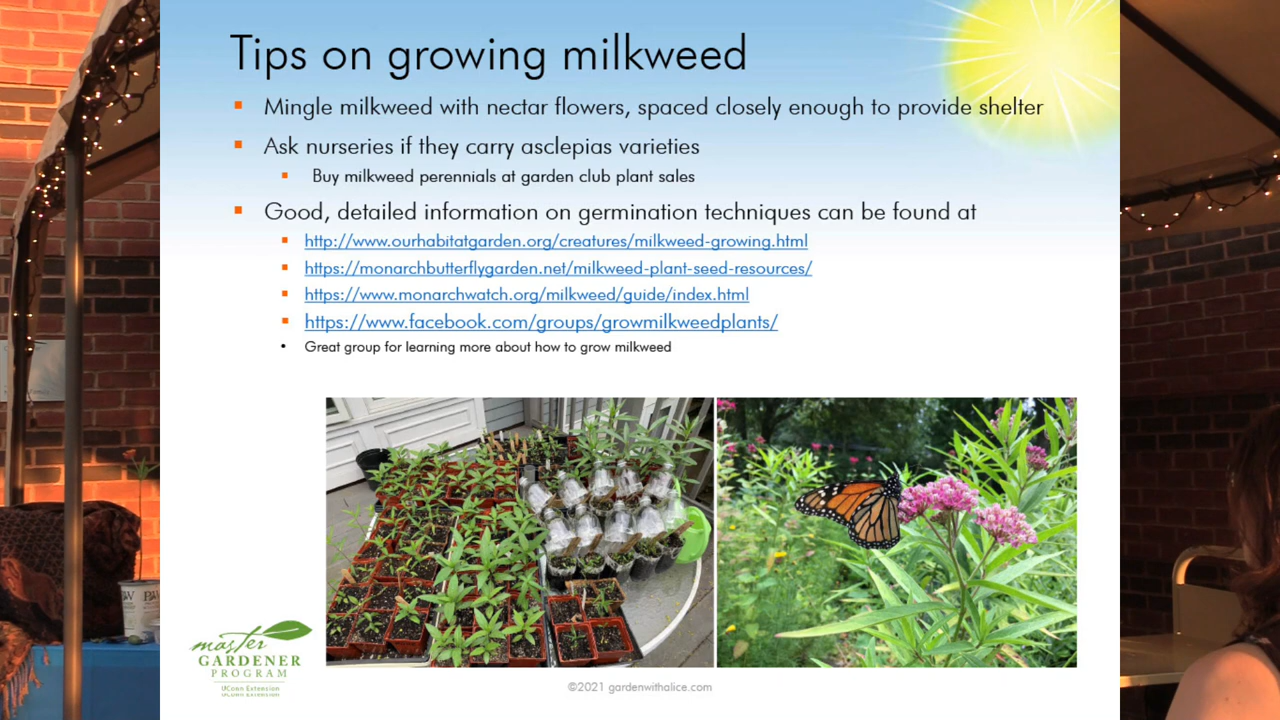 Tips on growing milkweed
Mingle milkweed with nectar flowers, spaced closely enough to provide shelter
Ask nurseries if they carry asclepias varieties
Buy milkweed perennials at garden club plant sales
Good, detailed information on germination techniques can be found at
http://www.ourhabitatgarden.org/creatures/milkweed-growing.html
https://monarchbutterflygarden.net/milkweed-plant-seed-resources/
https://www.monarchwatch.org/milkweed/guide/index.html
https://www.facebook.com/groups/growmilkweedplants/
Great group for learning more about how to grow milkweed
master
GARDENER
PROGRAM
UConn Extension
©2021 gardenwithalice.com